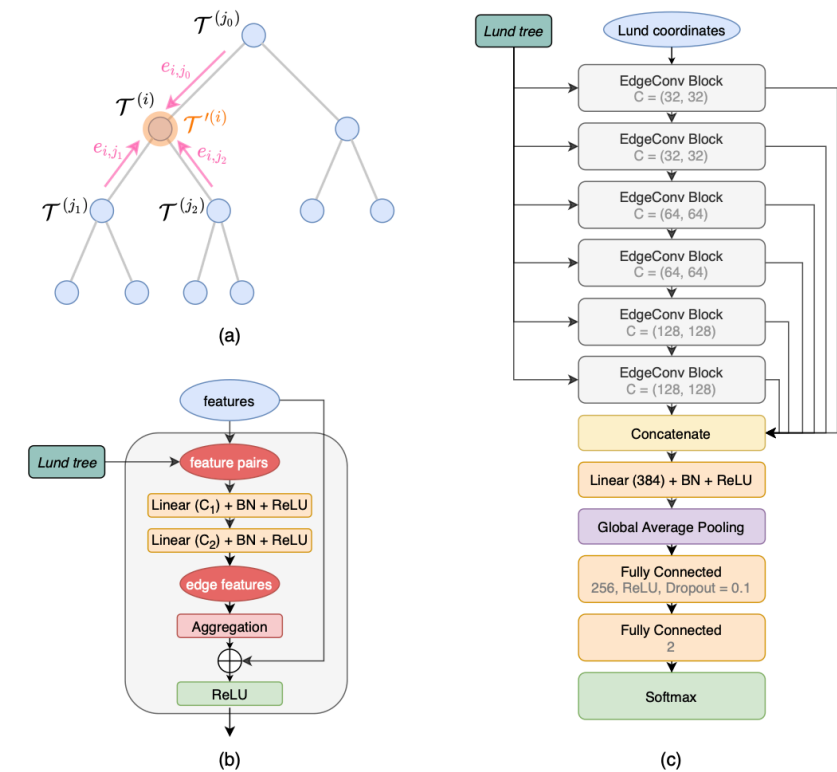 𝒯^(j₀)
e_{i,j₀}
𝒯^(i)
𝒯′^(i)
e_{i,j₁}
e_{i,j₂}
𝒯^(j₁)
𝒯^(j₂)
(a)
features
Lund tree
feature pairs
Linear (C₁) + BN + ReLU
Linear (C₂) + BN + ReLU
edge features
Aggregation
ReLU
(b)
Lund tree
Lund coordinates
EdgeConv Block
C = (32, 32)
EdgeConv Block
C = (32, 32)
EdgeConv Block
C = (64, 64)
EdgeConv Block
C = (64, 64)
EdgeConv Block
C = (128, 128)
EdgeConv Block
C = (128, 128)
Concatenate
Linear (384) + BN + ReLU
Global Average Pooling
Fully Connected
256, ReLU, Dropout = 0.1
Fully Connected
2
Softmax
(c)